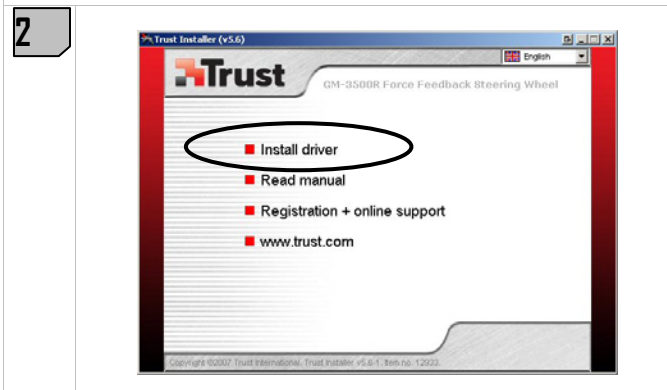 2
Trust Installer (v5.6)
English
Trust
GM-3500R Force Feedback Steering Wheel
Install driver
Read manual
Registration + online support
www.trust.com
Copyright ©2007 Trust International. Trust Installer v5.6-1. Item no. 12932.